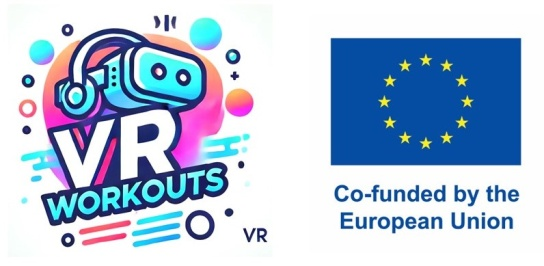 VR
WORKOUTS
VR
Co-funded by the
European Union